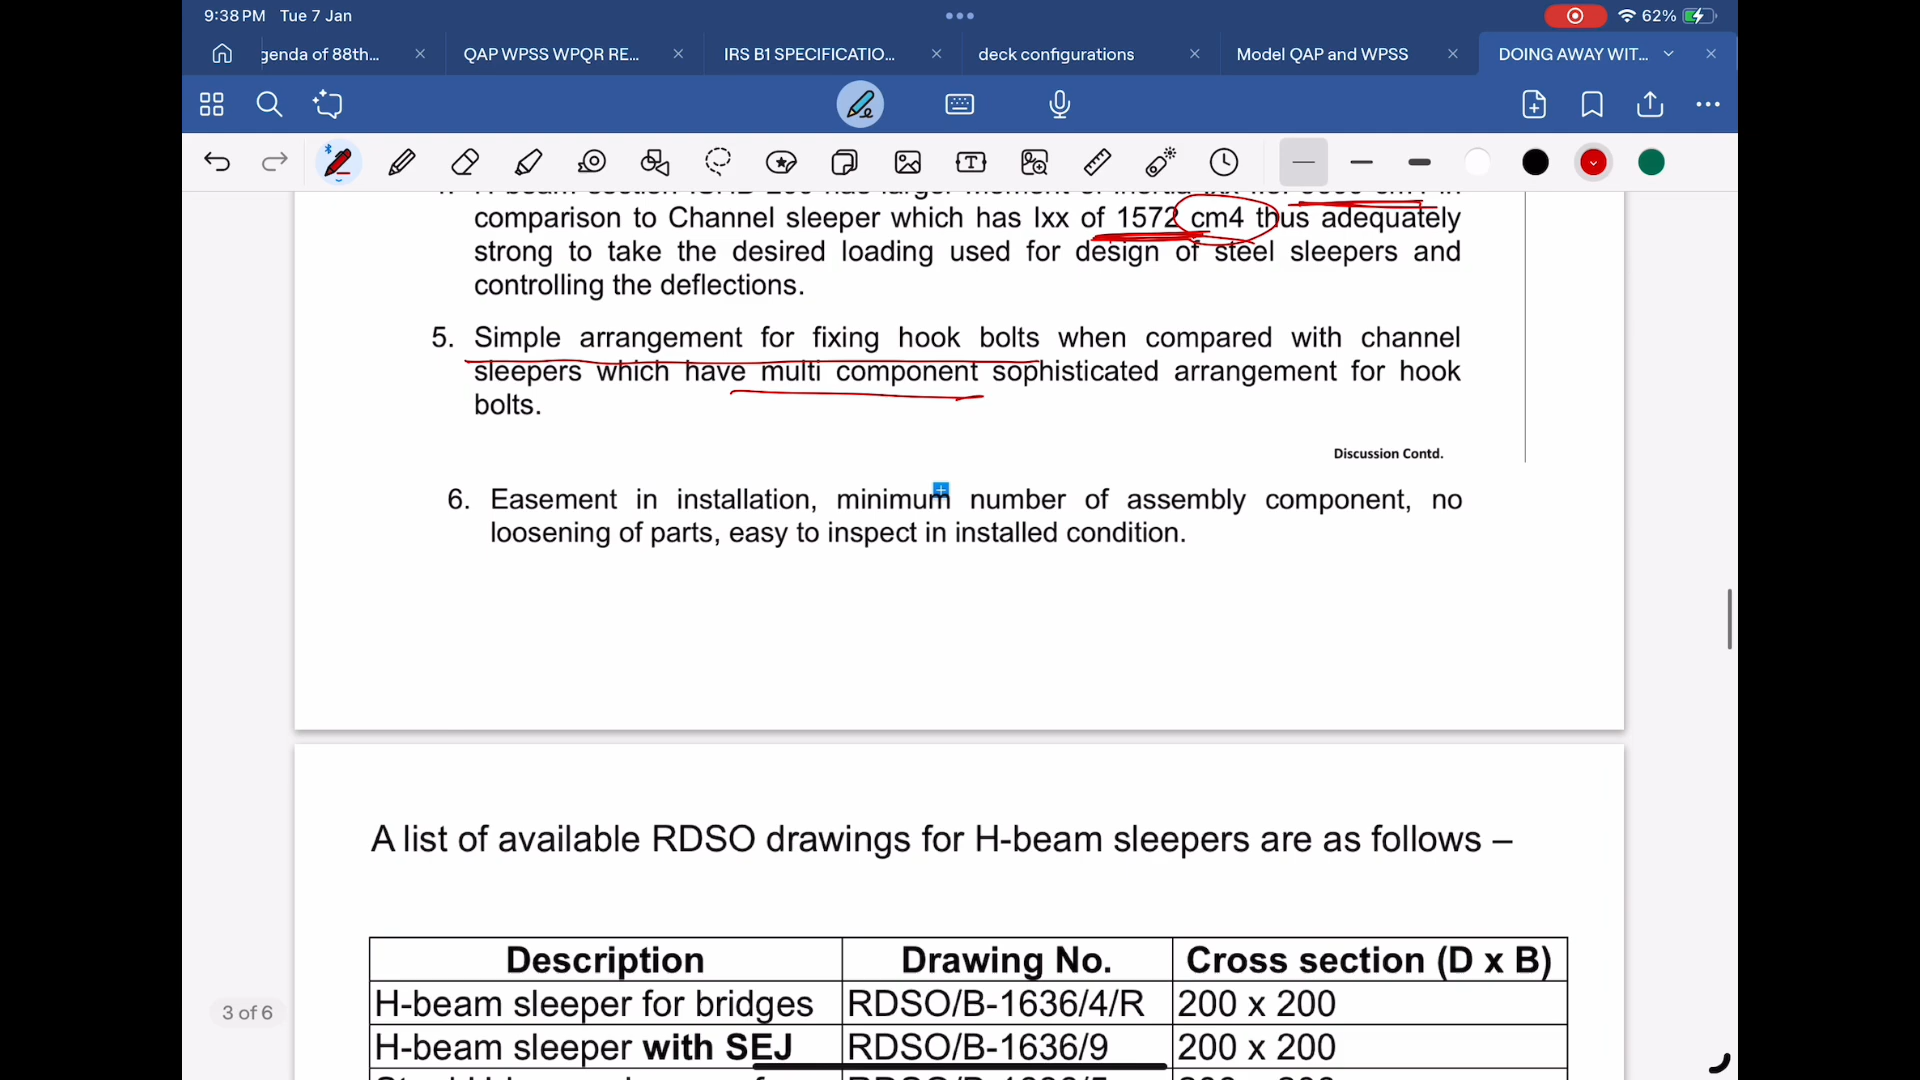 9:38 PM Tue 7 Jan
62%
genda of 88th...
QAP WPSS WPQR RE...
IRS B1 SPECIFICATIO...
deck configurations
Model QAP and WPSS
DOING AWAY WIT...
comparison to Channel sleeper which has Ixx of 1572 cm4 thus adequately
strong to take the desired loading used for design of steel sleepers and
controlling the deflections.
5. Simple arrangement for fixing hook bolts when compared with channel
sleepers which have multi component sophisticated arrangement for hook
bolts.
Discussion Contd.
6. Easement in installation, minimum number of assembly component, no
loosening of parts, easy to inspect in installed condition.
A list of available RDSO drawings for H-beam sleepers are as follows –
Description Drawing No. Cross section (D x B)
H-beam sleeper for bridges RDSO/B-1636/4/R 200 x 200
H-beam sleeper with SEJ RDSO/B-1636/9 200 x 200
3 of 6